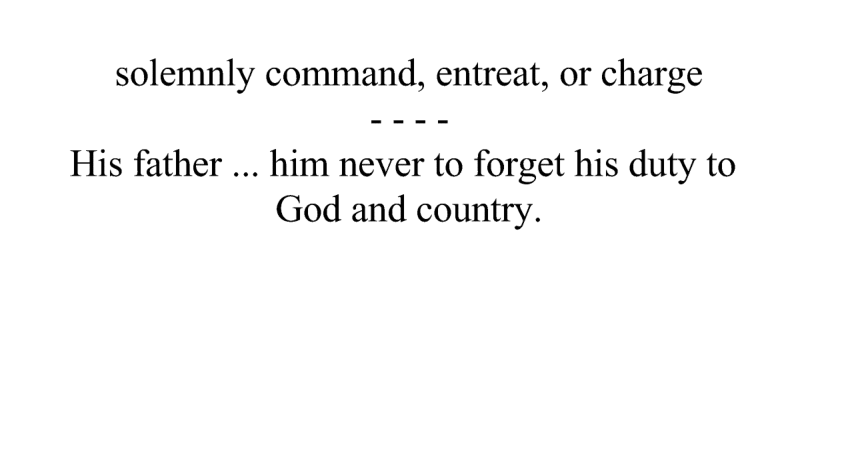 solemnly command, entreat, or charge
- - - -
His father ... him never to forget his duty to
God and country.